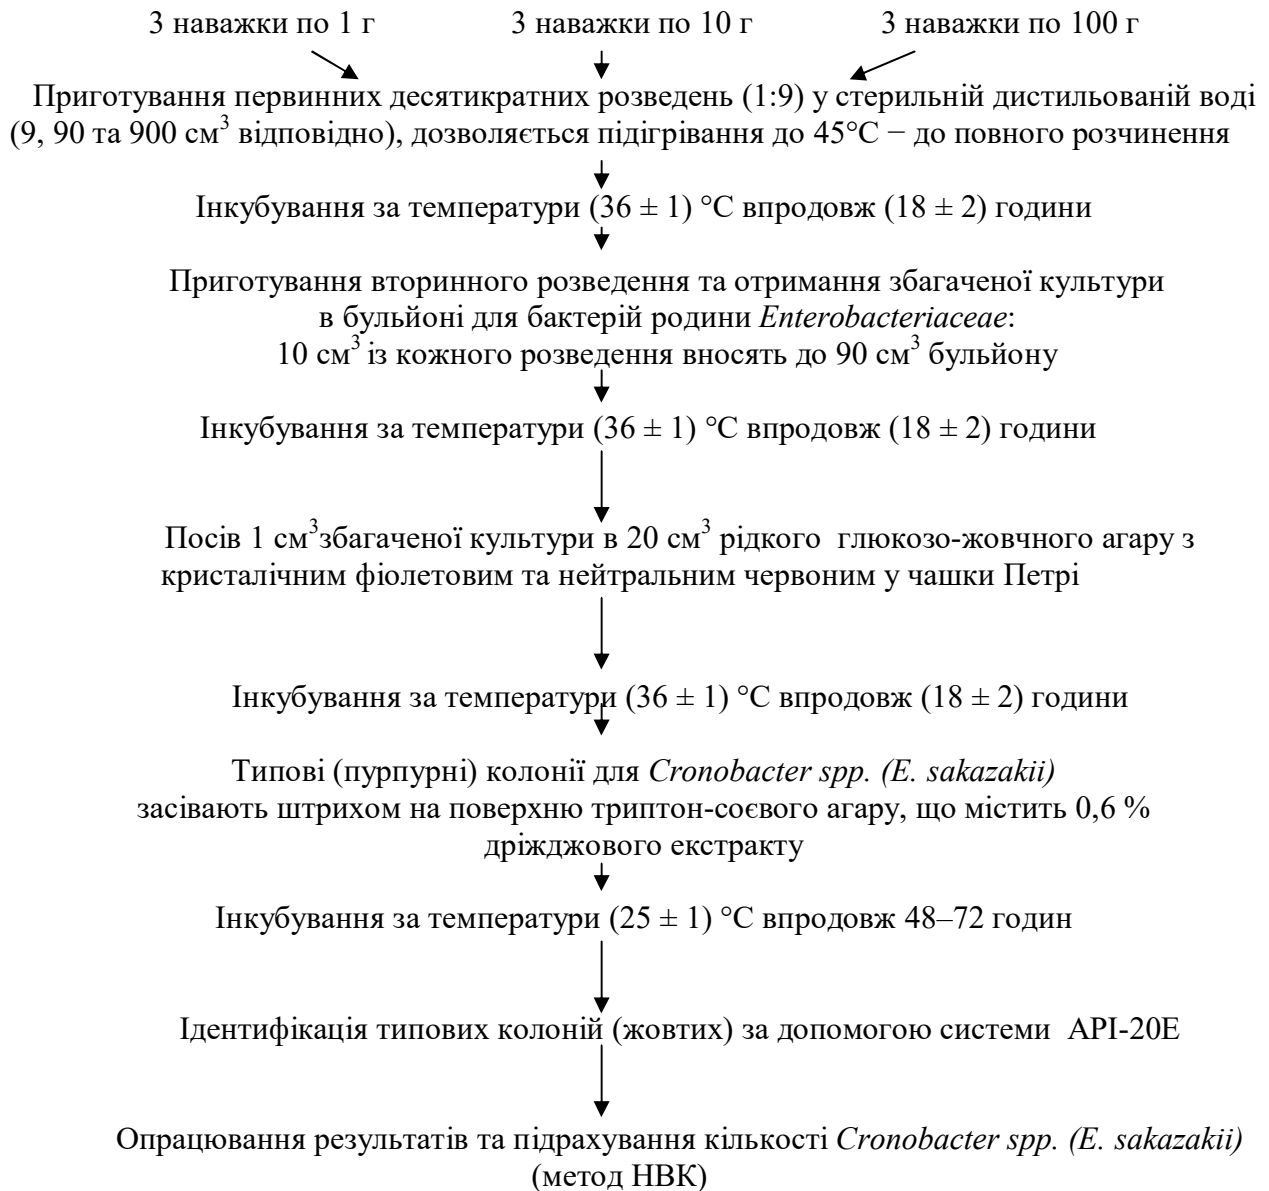 3 наважки по 1 г 3 наважки по 10 г 3 наважки по 100 г
Приготування первинних десятикратних розведень (1:9) у стерильній дистильованій воді
(9, 90 та 900 см³ відповідно), дозволяється підігрівання до 45°С − до повного розчинення
Інкубування за температури (36 ± 1) °С впродовж (18 ± 2) години
Приготування вторинного розведення та отримання збагаченої культури
в бульйоні для бактерій родини Enterobacteriaceae:
10 см³ із кожного розведення вносять до 90 см³ бульйону
Інкубування за температури (36 ± 1) °С впродовж (18 ± 2) години
Посів 1 см³збагаченої культури в 20 см³ рідкого глюкозо-жовчного агару з
кристалічним фіолетовим та нейтральним червоним у чашки Петрі
Інкубування за температури (36 ± 1) °С впродовж (18 ± 2) години
Типові (пурпурні) колонії для Cronobacter spp. (E. sakazakii)
засівають штрихом на поверхню триптон-соєвого агару, що містить 0,6 %
дріжджового екстракту
Інкубування за температури (25 ± 1) °С впродовж 48–72 годин
Ідентифікація типових колоній (жовтих) за допомогою системи API-20E
Опрацювання результатів та підрахування кількості Cronobacter spp. (E. sakazakii)
(метод НВК)